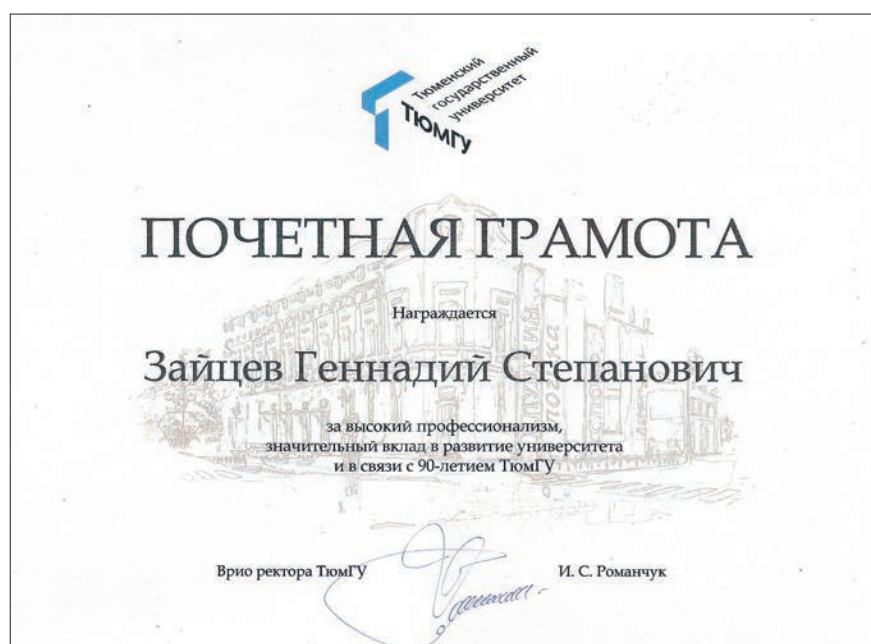 Тюменский
государственный
университет
ТЮМГУ
ПОЧЕТНАЯ ГРАМОТА
Награждается
Зайцев Геннадий Степанович
за высокий профессионализм,
значительный вклад в развитие университета
и в связи с 90-летием ТюмГУ
Врио ректора ТюмГУ
И. С. Романчук